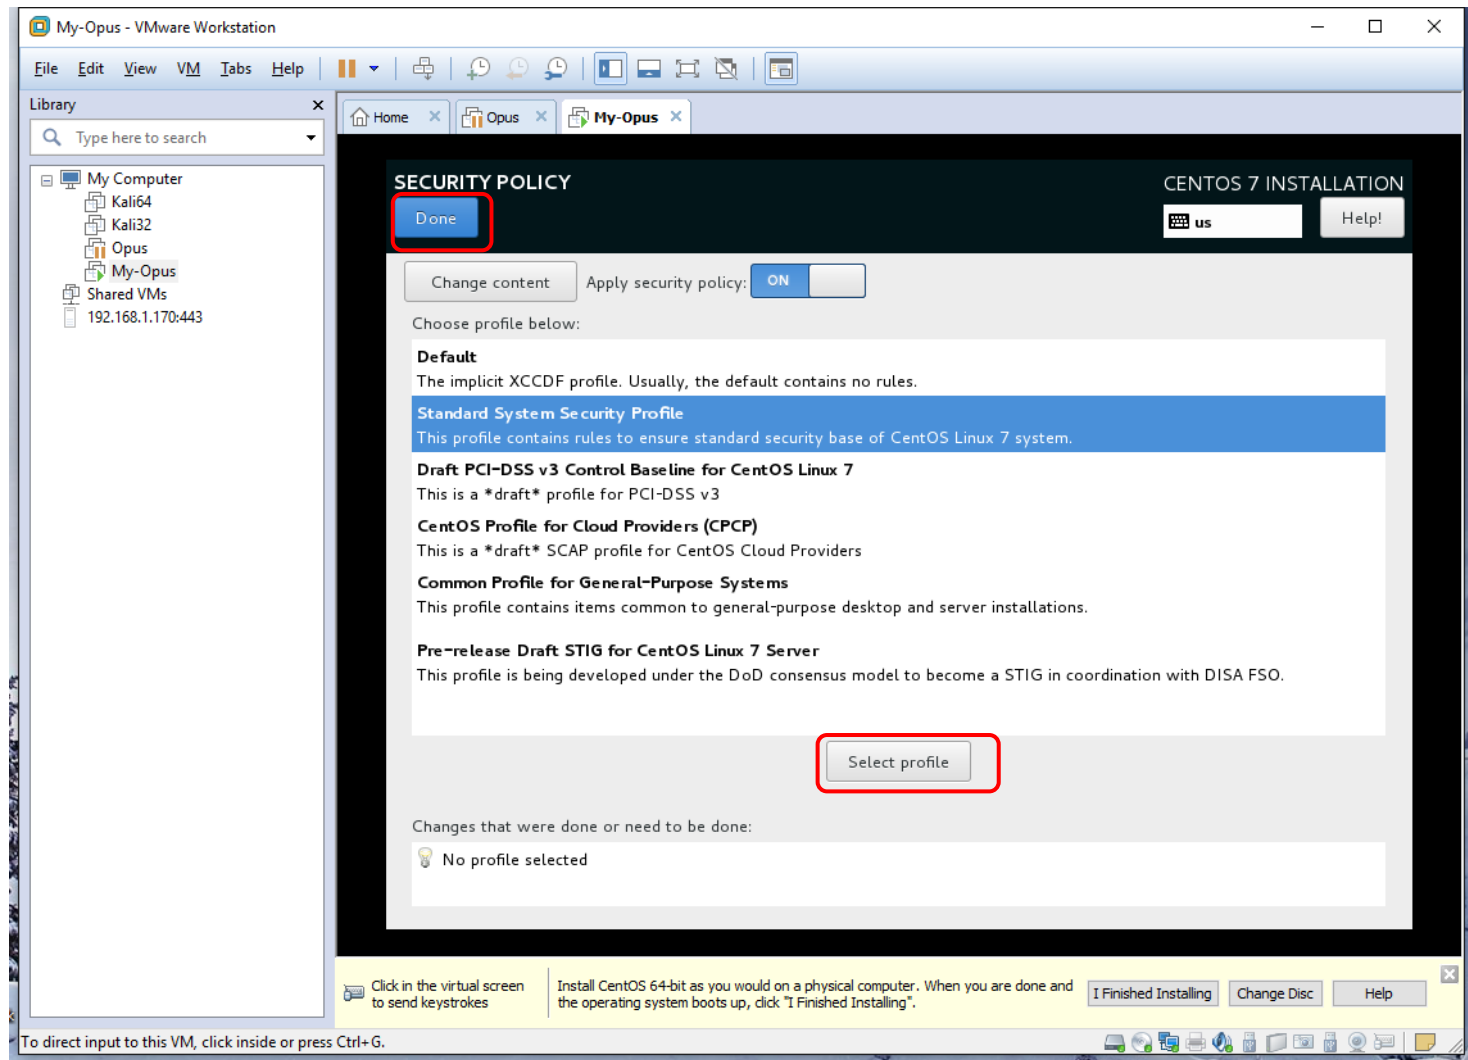 My-Opus - VMware Workstation
File Edit View VM Tabs Help
Library
Type here to search
My Computer
Kali64
Kali32
Opus
My-Opus
Shared VMs
192.168.1.170:443
Home
Opus
My-Opus
SECURITY POLICY
CENTOS 7 INSTALLATION
Done
us
Help!
Change content
Apply security policy:
ON
Choose profile below:
Default
The implicit XCCDF profile. Usually, the default contains no rules.
Standard System Security Profile
This profile contains rules to ensure standard security base of CentOS Linux 7 system.
Draft PCI-DSS v3 Control Baseline for CentOS Linux 7
This is a *draft* profile for PCI-DSS v3
CentOS Profile for Cloud Providers (CPCP)
This is a *draft* SCAP profile for CentOS Cloud Providers
Common Profile for General-Purpose Systems
This profile contains items common to general-purpose desktop and server installations.
Pre-release Draft STIG for CentOS Linux 7 Server
This profile is being developed under the DoD consensus model to become a STIG in coordination with DISA FSO.
Select profile
Changes that were done or need to be done:
No profile selected
Click in the virtual screen
to send keystrokes
Install CentOS 64-bit as you would on a physical computer. When you are done and
the operating system boots up, click "I Finished Installing".
I Finished Installing
Change Disc
Help
To direct input to this VM, click inside or press Ctrl+G.